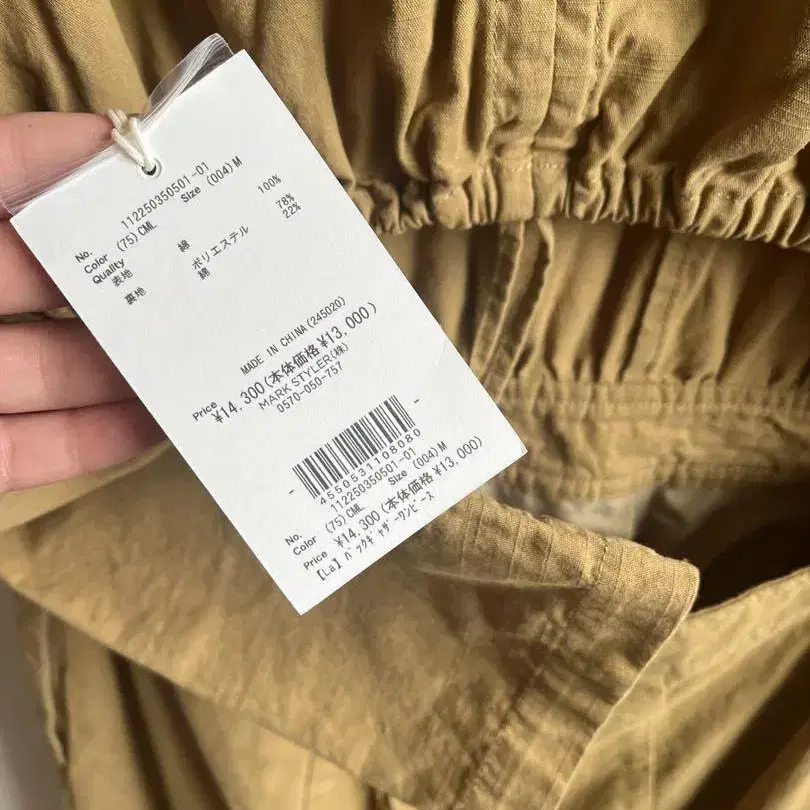 No. 112250350501-01
Color (75)CML Size (004)M
Quality
表地 綿 100%
裏地 ポリエステル 78%
綿 22%
MADE IN CHINA(245020)
Price ¥14,300(本体価格¥13,000)
MARK STYLER(株)
0570-050-757
4550531108080
No. 112250350501-01
Color (75)CML Size (004)M
Price ¥14,300(本体価格¥13,000)
【La】バックギャザーワンピース